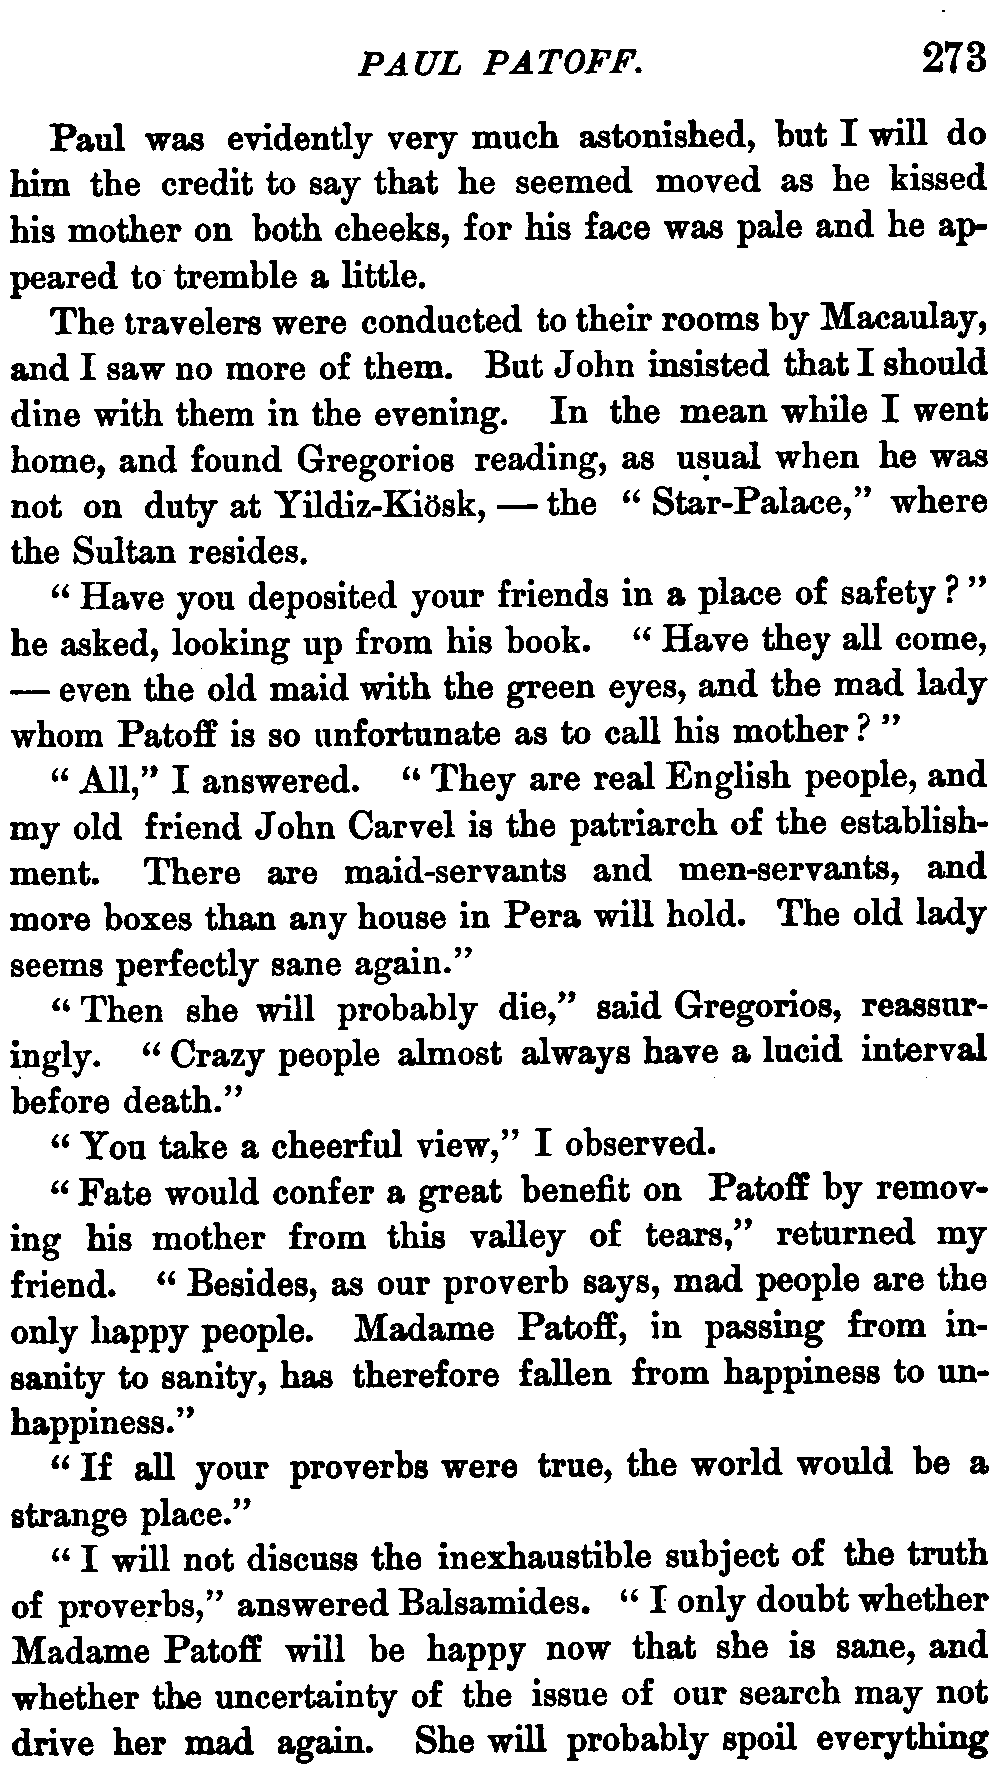 PAUL PATOFF. 273
Paul was evidently very much astonished, but I will do
him the credit to say that he seemed moved as he kissed
his mother on both cheeks, for his face was pale and he ap-
peared to tremble a little.
The travelers were conducted to their rooms by Macaulay,
and I saw no more of them. But John insisted that I should
dine with them in the evening. In the mean while I went
home, and found Gregorios reading, as usual when he was
not on duty at Yildiz-Kiösk, — the “ Star-Palace,” where
the Sultan resides.
“ Have you deposited your friends in a place of safety ? ”
he asked, looking up from his book. “ Have they all come,
— even the old maid with the green eyes, and the mad lady
whom Patoff is so unfortunate as to call his mother ? ”
“ All,” I answered. “ They are real English people, and
my old friend John Carvel is the patriarch of the establish-
ment. There are maid-servants and men-servants, and
more boxes than any house in Pera will hold. The old lady
seems perfectly sane again.”
“ Then she will probably die,” said Gregorios, reassur-
ingly. “ Crazy people almost always have a lucid interval
before death.”
“ You take a cheerful view,” I observed.
“ Fate would confer a great benefit on Patoff by remov-
ing his mother from this valley of tears,” returned my
friend. “ Besides, as our proverb says, mad people are the
only happy people. Madame Patoff, in passing from in-
sanity to sanity, has therefore fallen from happiness to un-
happiness.”
“ If all your proverbs were true, the world would be a
strange place.”
“ I will not discuss the inexhaustible subject of the truth
of proverbs,” answered Balsamides. “ I only doubt whether
Madame Patoff will be happy now that she is sane, and
whether the uncertainty of the issue of our search may not
drive her mad again. She will probably spoil everything